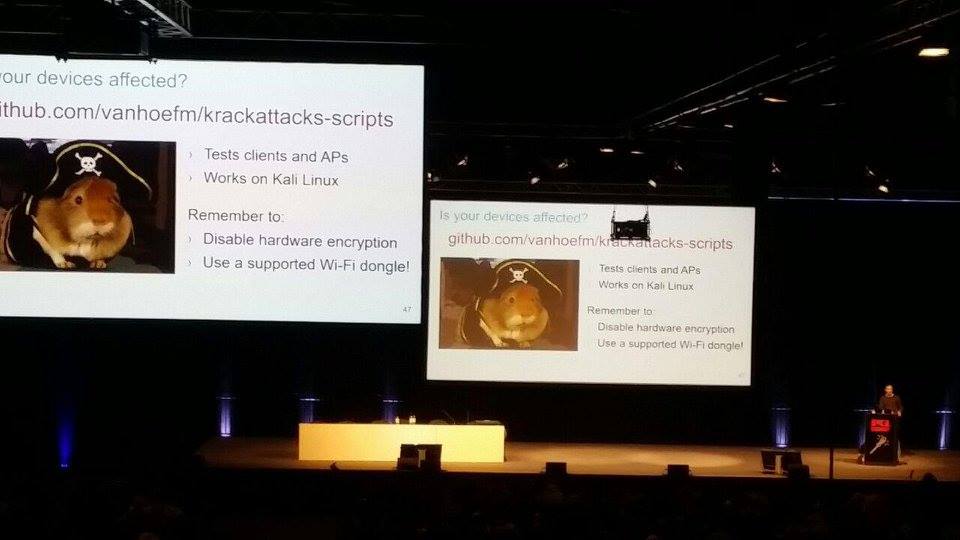 our devices affected?
ithub.com/vanhoefm/krackattacks-scripts
› Tests clients and APs
› Works on Kali Linux
Remember to:
› Disable hardware encryption
› Use a supported Wi-Fi dongle!
47
Is your devices affected?
github.com/vanhoefm/krackattacks-scripts
Tests clients and APs
Works on Kali Linux
Remember to:
Disable hardware encryption
Use a supported Wi-Fi dongle!